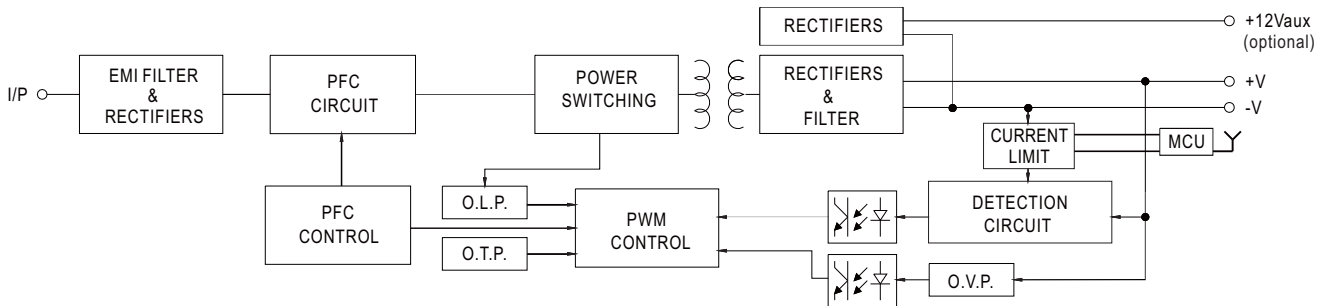 RECTIFIERS
+12Vaux
(optional)
I/P
EMI FILTER
&
RECTIFIERS
PFC
CIRCUIT
POWER
SWITCHING
RECTIFIERS
&
FILTER
+V
-V
CURRENT
LIMIT
MCU
PFC
CONTROL
O.L.P.
O.T.P.
PWM
CONTROL
DETECTION
CIRCUIT
O.V.P.